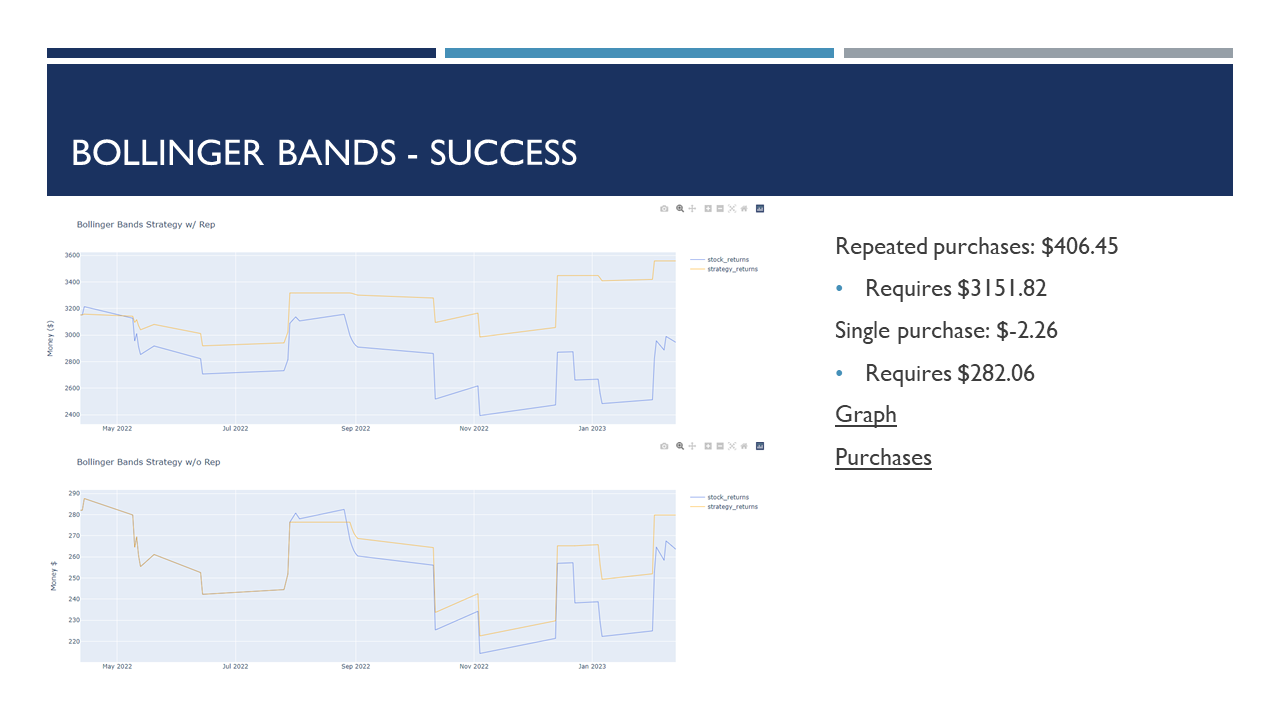 BOLLINGER BANDS - SUCCESS
Bollinger Bands Strategy w/ Rep
3600
3400
3200
3000
2800
2600
2400
Money ($)
May 2022 Jul 2022 Sep 2022 Nov 2022 Jan 2023
stock_returns
strategy_returns
Bollinger Bands Strategy w/o Rep
290
280
270
260
250
240
230
220
Money $
May 2022 Jul 2022 Sep 2022 Nov 2022 Jan 2023
stock_returns
strategy_returns
Repeated purchases: $406.45
• Requires $3151.82
Single purchase: $-2.26
• Requires $282.06
Graph
Purchases